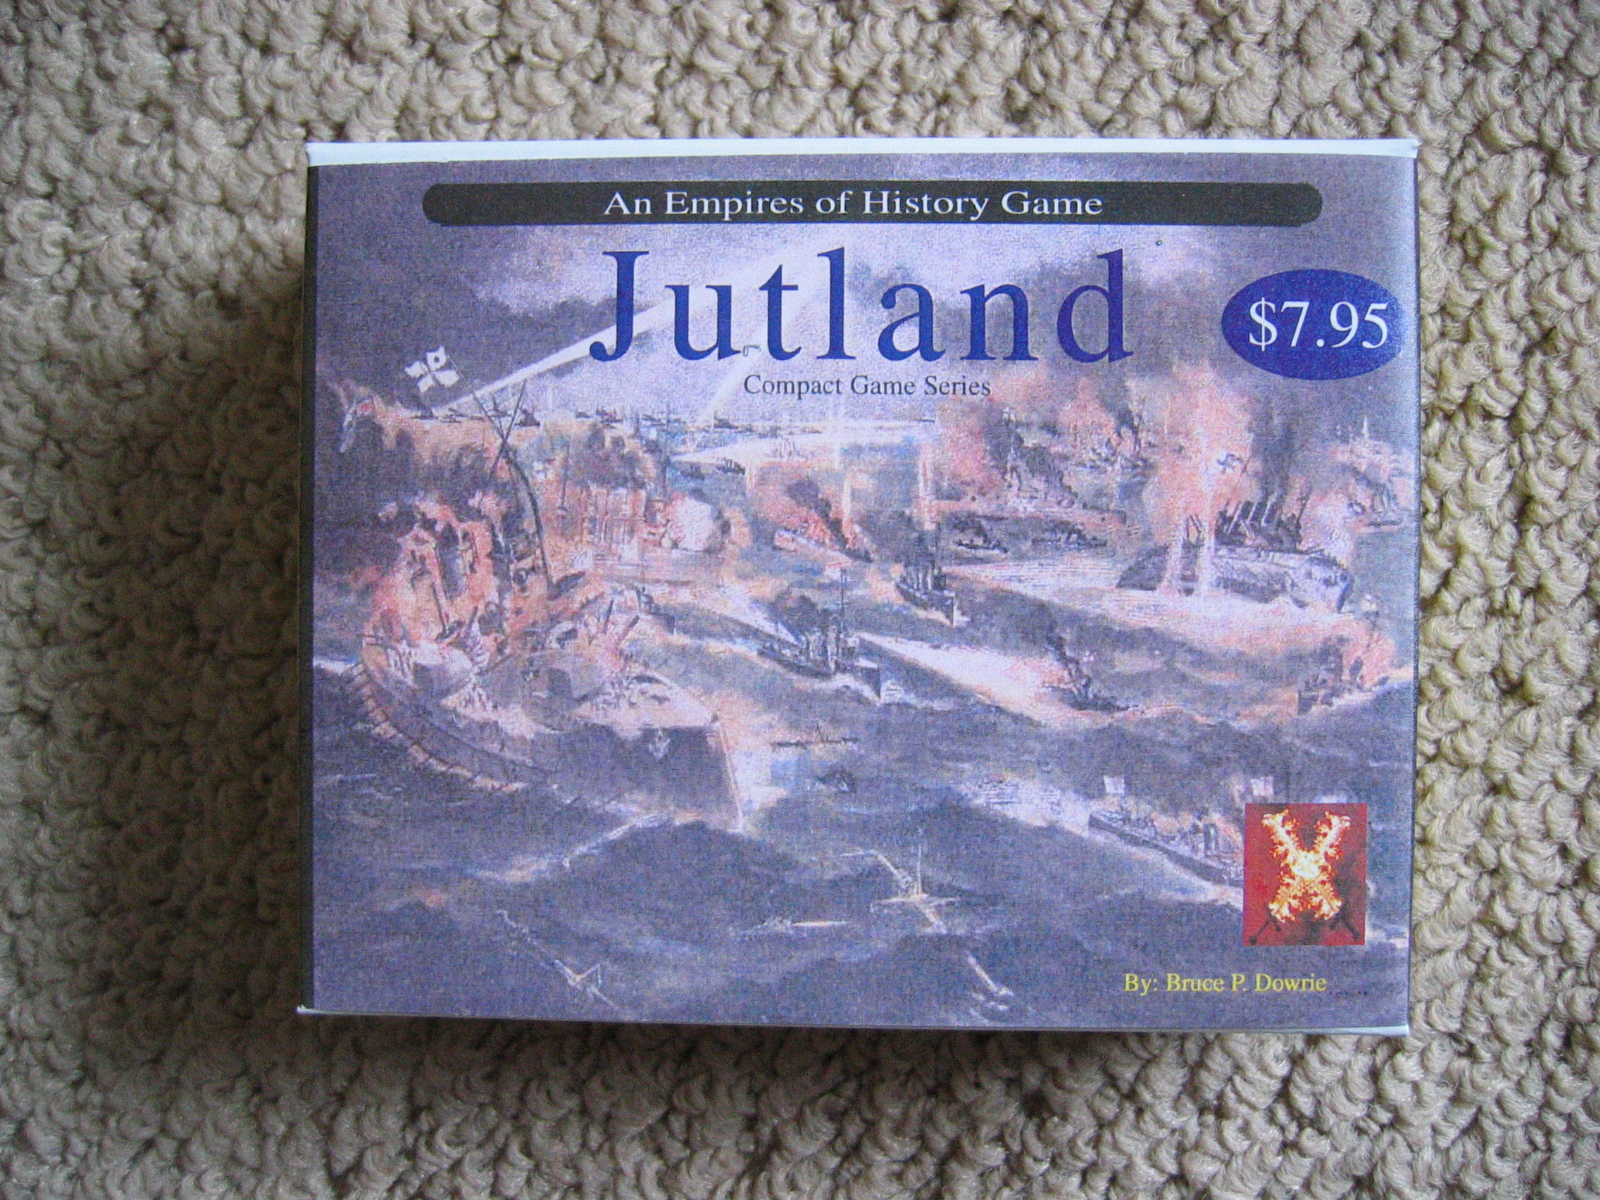 An Empires of History Game
Jutland
$7.95
Compact Game Series
By: Bruce P. Dowrie